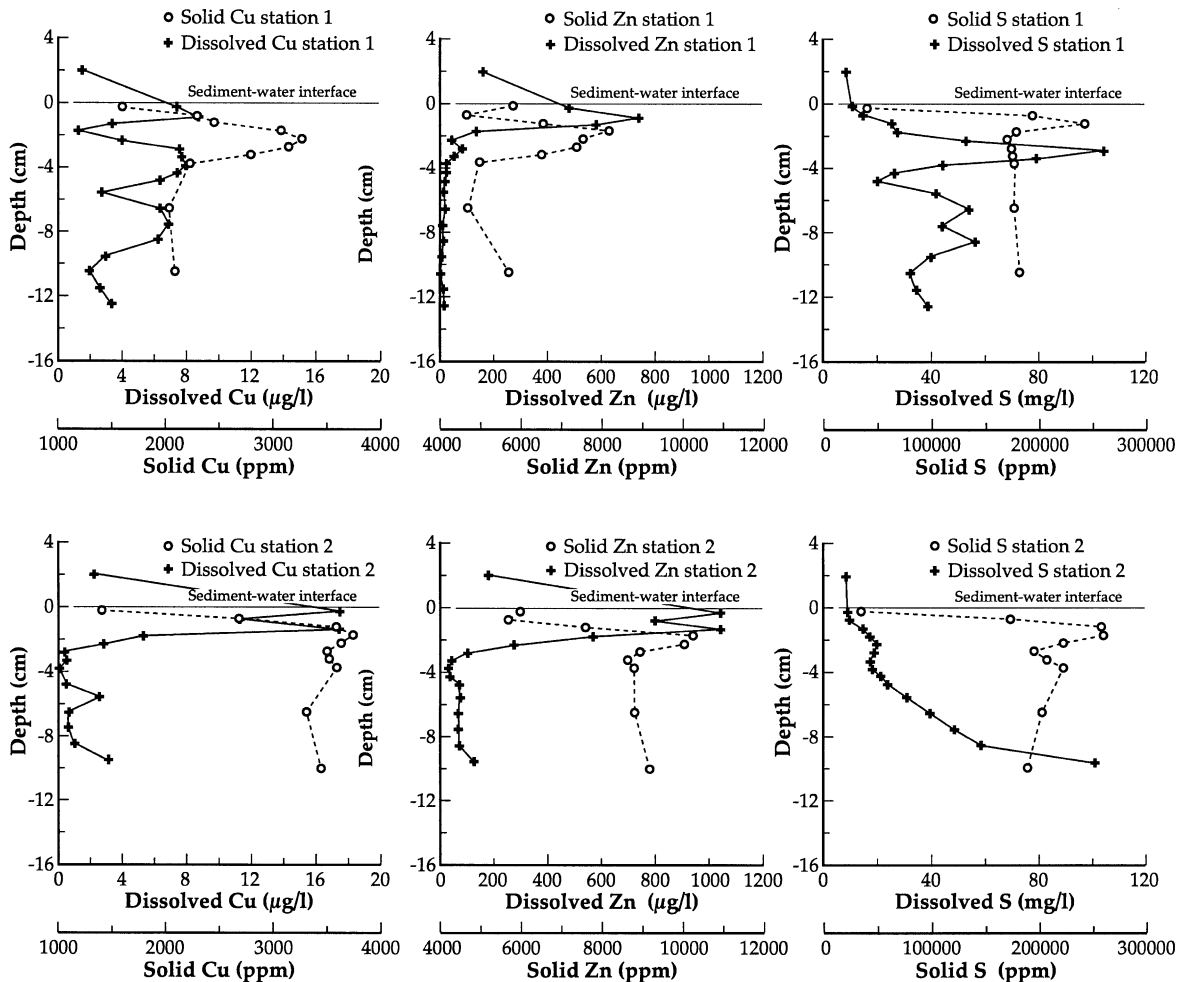 Solid Cu station 1
Dissolved Cu station 1
4
Sediment-water interface
0
-4
-8
-12
-16
Depth (cm)
0 4 8 12 16 20
Dissolved Cu (µg/l)
1000 2000 3000 4000
Solid Cu (ppm)
Solid Zn station 1
Dissolved Zn station 1
4
Sediment-water interface
0
-4
-8
-12
-16
Depth (cm)
0 200 400 600 800 1000 1200
Dissolved Zn (µg/l)
4000 6000 8000 10000 12000
Solid Zn (ppm)
Solid S station 1
Dissolved S station 1
4
Sediment-water interface
0
-4
-8
-12
-16
Depth (cm)
0 40 80 120
Dissolved S (mg/l)
0 100000 200000 300000
Solid S (ppm)
Solid Cu station 2
Dissolved Cu station 2
4
Sediment-water interface
0
-4
-8
-12
-16
Depth (cm)
0 4 8 12 16 20
Dissolved Cu (µg/l)
1000 2000 3000 4000
Solid Cu (ppm)
Solid Zn station 2
Dissolved Zn station 2
4
Sediment-water interface
0
-4
-8
-12
-16
Depth (cm)
0 200 400 600 800 1000 1200
Dissolved Zn (µg/l)
4000 6000 8000 10000 12000
Solid Zn (ppm)
Solid S station 2
Dissolved S station 2
4
Sediment-water interface
0
-4
-8
-12
-16
Depth (cm)
0 40 80 120
Dissolved S (mg/l)
0 100000 200000 300000
Solid S (ppm)